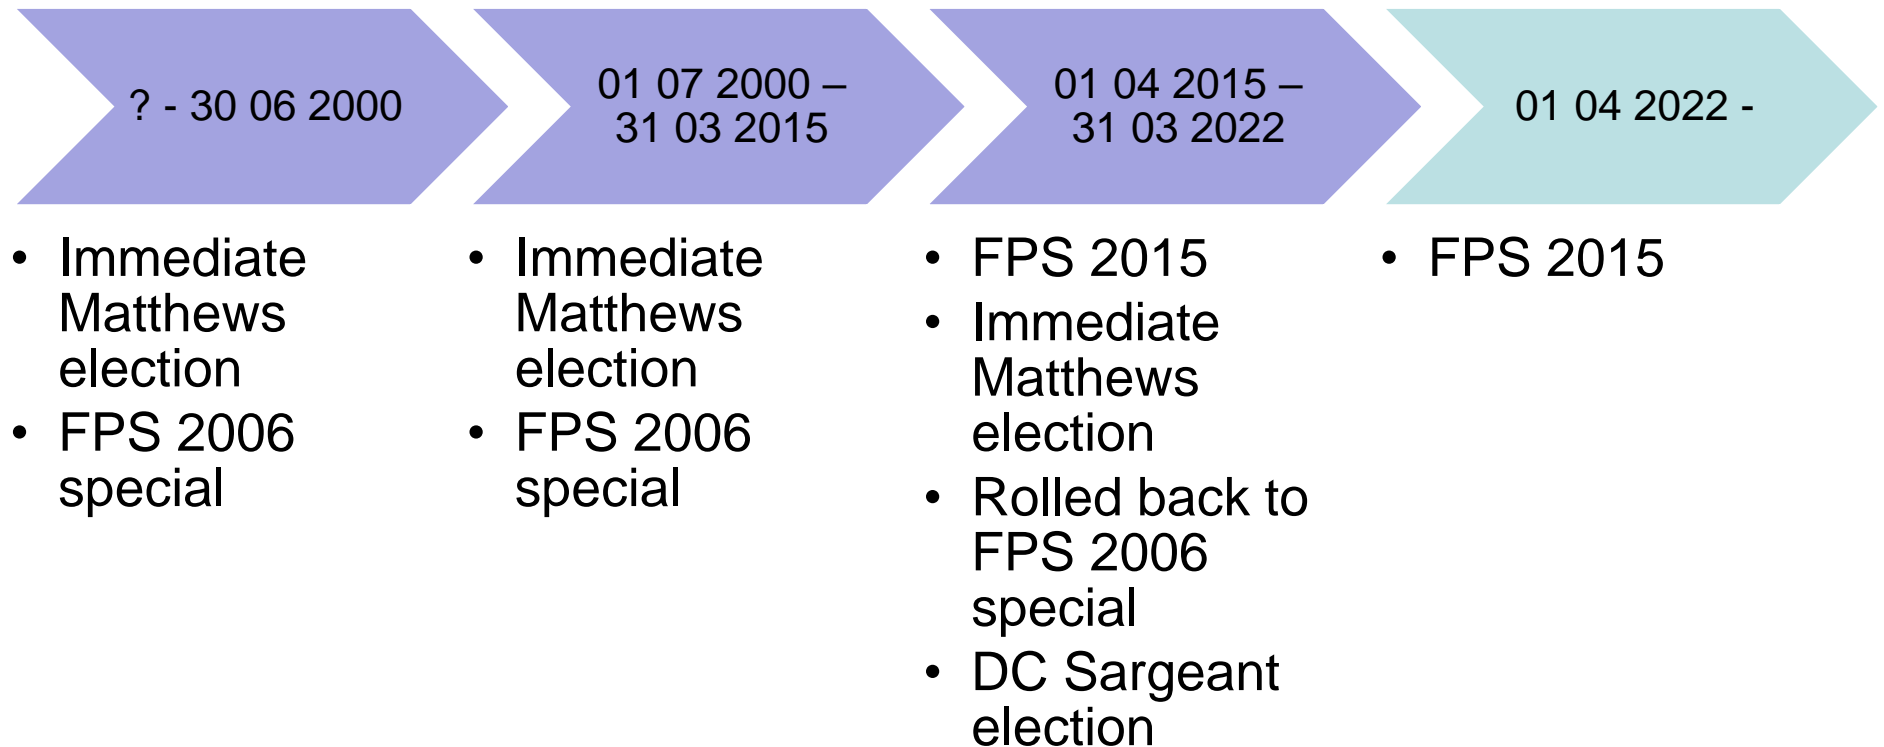 ? - 30 06 2000
01 07 2000 –
31 03 2015
01 04 2015 –
31 03 2022
01 04 2022 -
• Immediate
Matthews
election
• FPS 2006
special
• Immediate
Matthews
election
• FPS 2006
special
• FPS 2015
• Immediate
Matthews
election
• Rolled back to
FPS 2006
special
• DC Sargeant
election
• FPS 2015